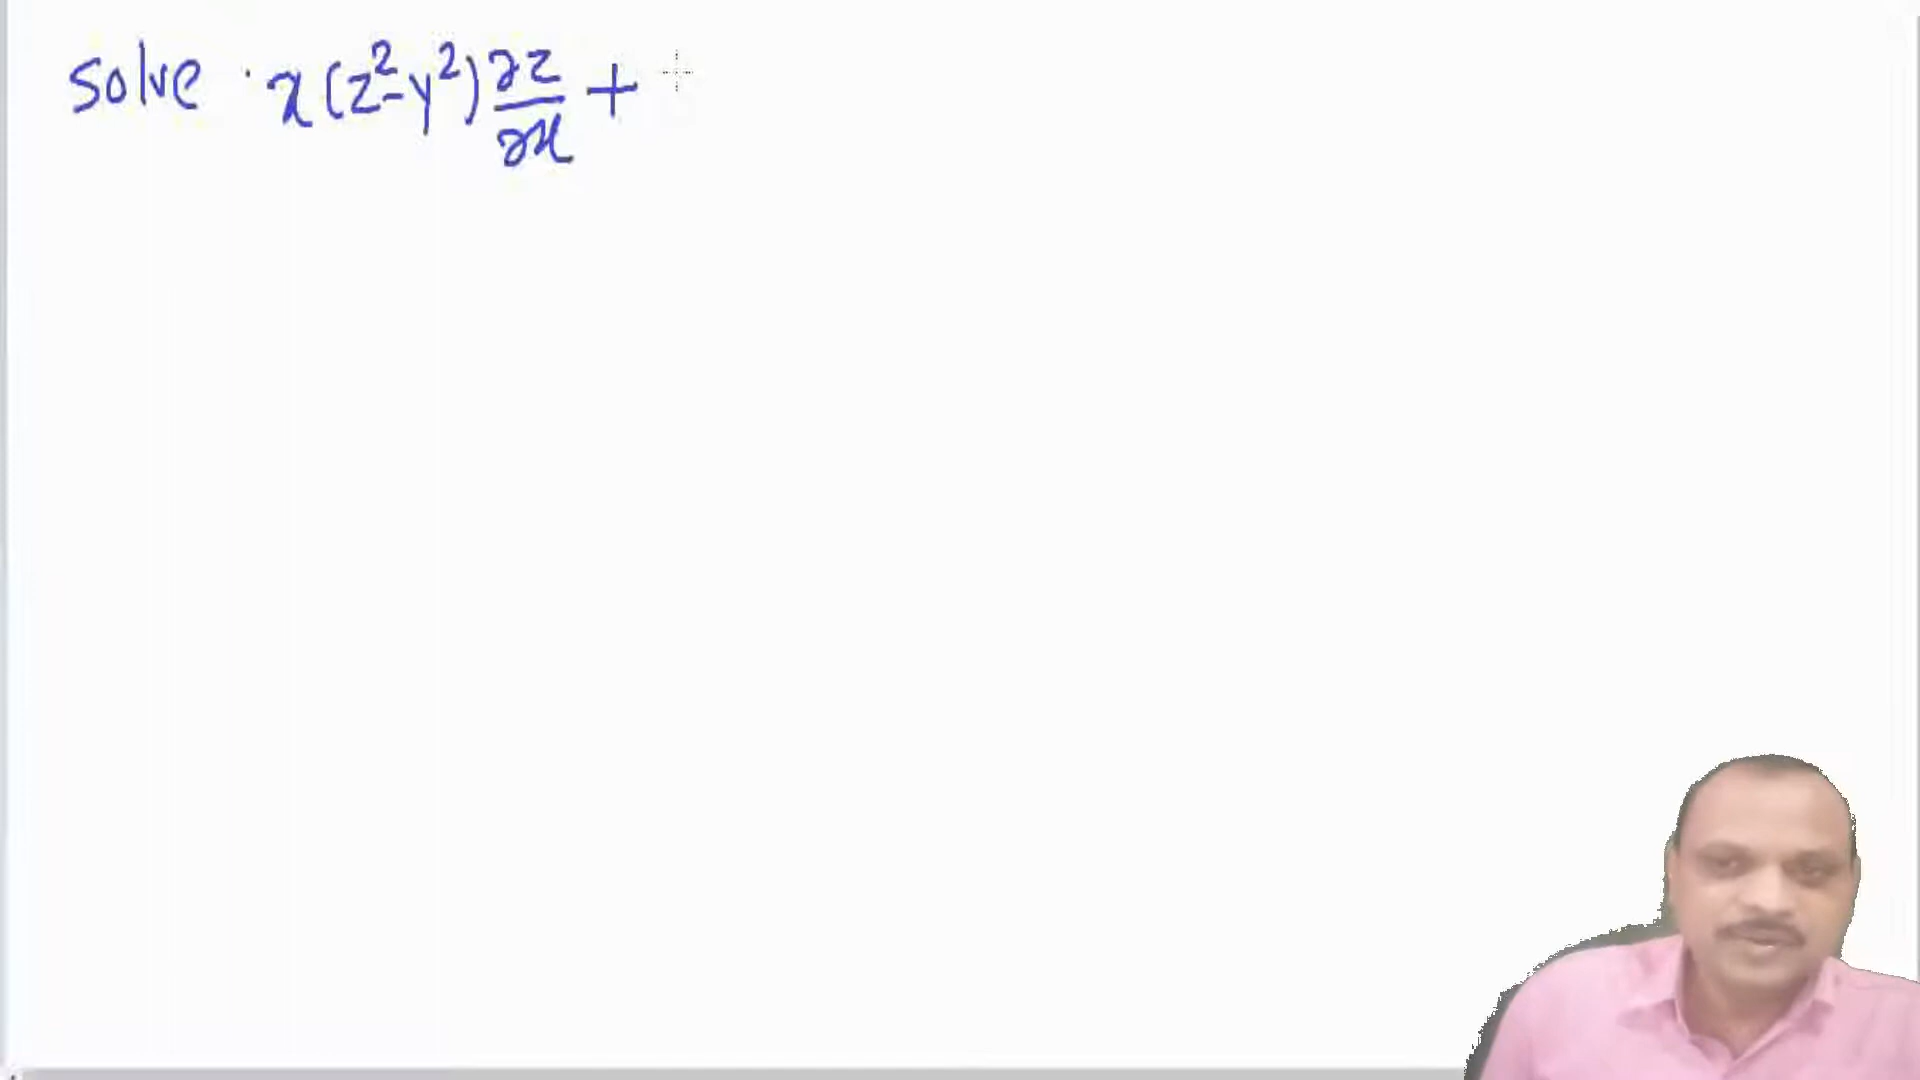 Solve x(z²-y²) ∂z/∂x +